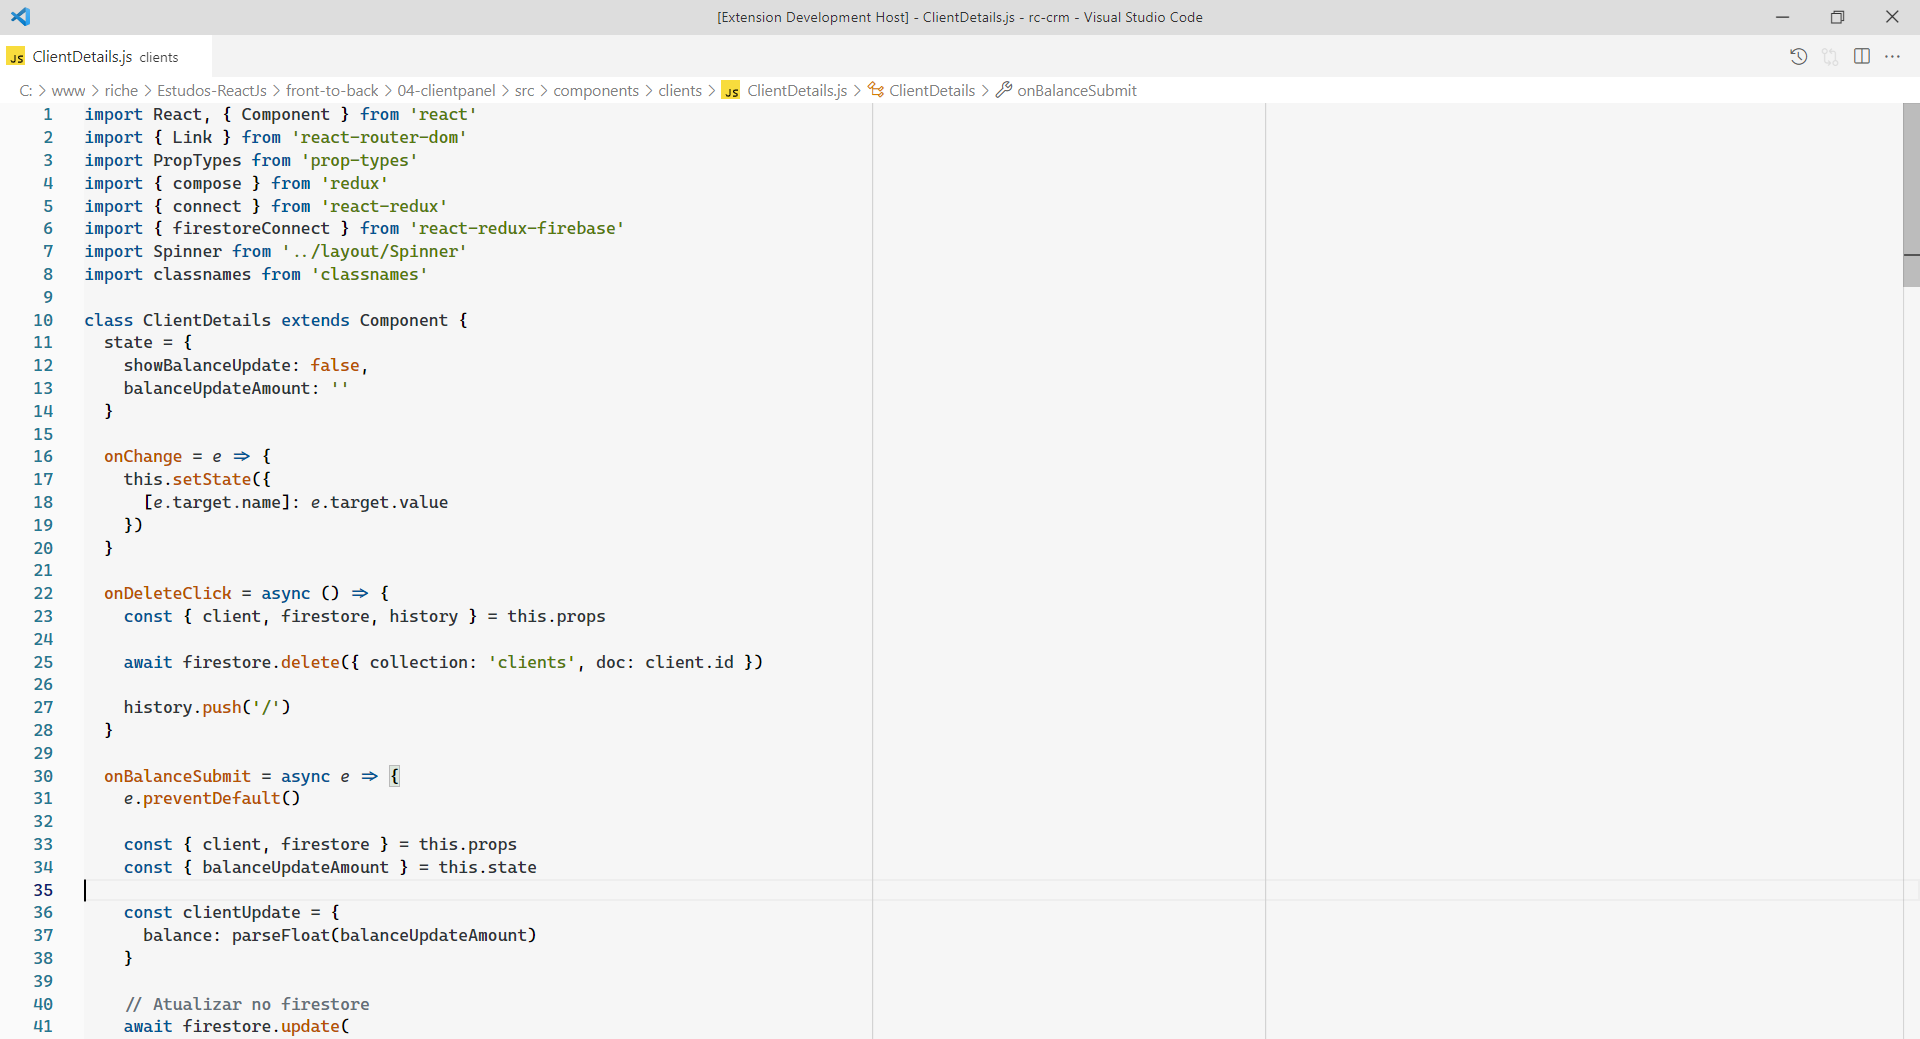 [Extension Development Host] - ClientDetails.js - rc-crm - Visual Studio Code
JS ClientDetails.js clients
C: > www > riche > Estudos-ReactJs > front-to-back > 04-clientpanel > src > components > clients > JS ClientDetails.js > ClientDetails > onBalanceSubmit
1 import React, { Component } from 'react'
2 import { Link } from 'react-router-dom'
3 import PropTypes from 'prop-types'
4 import { compose } from 'redux'
5 import { connect } from 'react-redux'
6 import { firestoreConnect } from 'react-redux-firebase'
7 import Spinner from '../layout/Spinner'
8 import classnames from 'classnames'
9
10 class ClientDetails extends Component {
11   state = {
12     showBalanceUpdate: false,
13     balanceUpdateAmount: ''
14   }
15
16   onChange = e => {
17     this.setState({
18       [e.target.name]: e.target.value
19     })
20   }
21
22   onDeleteClick = async () => {
23     const { client, firestore, history } = this.props
24
25     await firestore.delete({ collection: 'clients', doc: client.id })
26
27     history.push('/')
28   }
29
30   onBalanceSubmit = async e => {
31     e.preventDefault()
32
33     const { client, firestore } = this.props
34     const { balanceUpdateAmount } = this.state
35
36     const clientUpdate = {
37       balance: parseFloat(balanceUpdateAmount)
38     }
39
40     // Atualizar no firestore
41     await firestore.update(